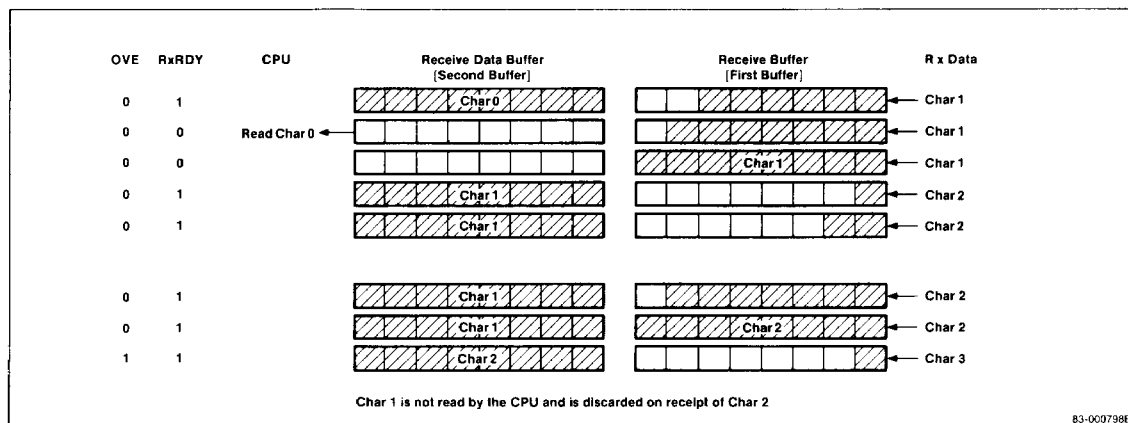 OVE RxRDY CPU Receive Data Buffer Receive Buffer R x Data
[Second Buffer] [First Buffer]
0 1 Char 0 Char 1
0 0 Read Char 0 Char 1
0 0 Char 1 Char 1
0 1 Char 1 Char 2
0 1 Char 1 Char 2
0 1 Char 1 Char 2
0 1 Char 1 Char 2 Char 2
1 1 Char 2 Char 3
Char 1 is not read by the CPU and is discarded on receipt of Char 2
83-000798B